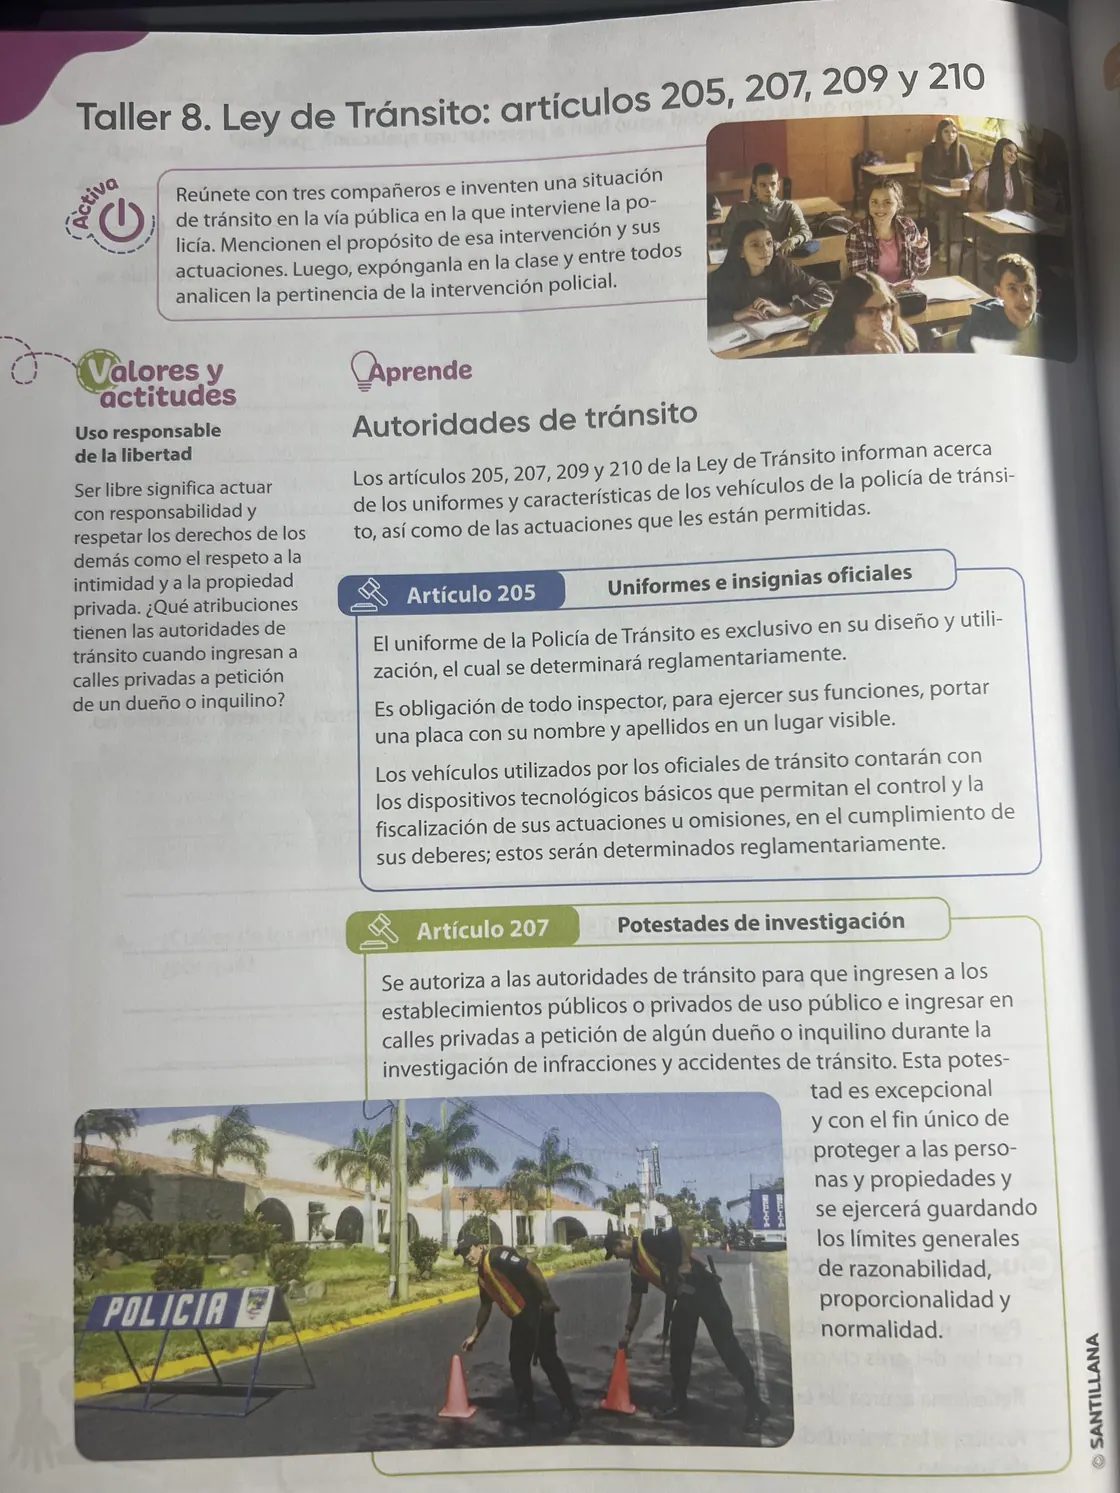 Taller 8. Ley de Tránsito: artículos 205, 207, 209 y 210
Activa
Reúnete con tres compañeros e inventen una situación
de tránsito en la vía pública en la que interviene la po-
licía. Mencionen el propósito de esa intervención y sus
actuaciones. Luego, expónganla en la clase y entre todos
analicen la pertinencia de la intervención policial.
Valores y
actitudes
Uso responsable
de la libertad
Ser libre significa actuar
con responsabilidad y
respetar los derechos de los
demás como el respeto a la
intimidad y a la propiedad
privada. ¿Qué atribuciones
tienen las autoridades de
tránsito cuando ingresan a
calles privadas a petición
de un dueño o inquilino?
Aprende
Autoridades de tránsito
Los artículos 205, 207, 209 y 210 de la Ley de Tránsito informan acerca
de los uniformes y características de los vehículos de la policía de tránsi-
to, así como de las actuaciones que les están permitidas.
Artículo 205
Uniformes e insignias oficiales
El uniforme de la Policía de Tránsito es exclusivo en su diseño y utili-
zación, el cual se determinará reglamentariamente.
Es obligación de todo inspector, para ejercer sus funciones, portar
una placa con su nombre y apellidos en un lugar visible.
Los vehículos utilizados por los oficiales de tránsito contarán con
los dispositivos tecnológicos básicos que permitan el control y la
fiscalización de sus actuaciones u omisiones, en el cumplimiento de
sus deberes; estos serán determinados reglamentariamente.
Artículo 207
Potestades de investigación
Se autoriza a las autoridades de tránsito para que ingresen a los
establecimientos públicos o privados de uso público e ingresar en
calles privadas a petición de algún dueño o inquilino durante la
investigación de infracciones y accidentes de tránsito. Esta potes-
tad es excepcional
y con el fin único de
proteger a las perso-
nas y propiedades y
se ejercerá guardando
los límites generales
de razonabilidad,
proporcionalidad y
normalidad.
POLICIA
© SANTILLANA